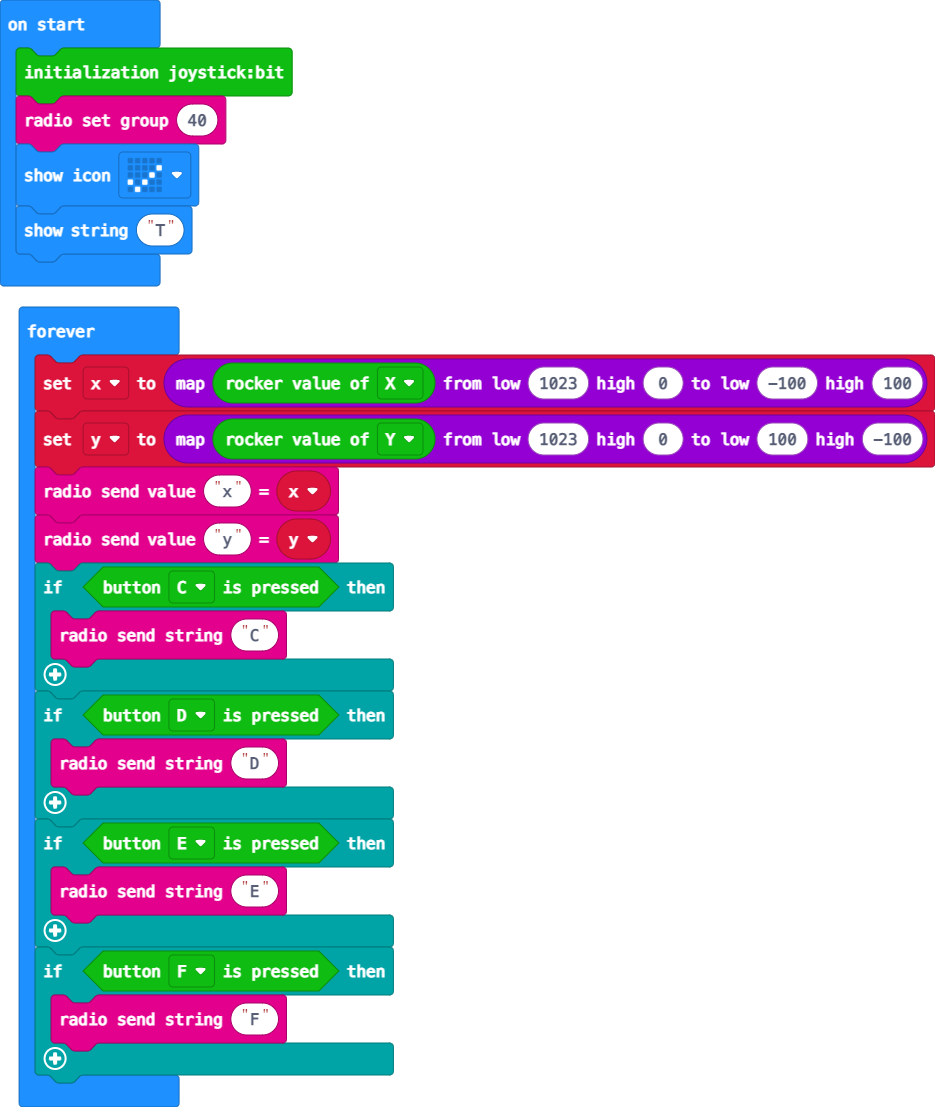 on start
initialization joystick:bit
radio set group 40
show icon
show string "T"
forever
set x to map rocker value of X from low 1023 high 0 to low -100 high 100
set y to map rocker value of Y from low 1023 high 0 to low 100 high -100
radio send value "x" = x
radio send value "y" = y
if button C is pressed then
radio send string "C"
if button D is pressed then
radio send string "D"
if button E is pressed then
radio send string "E"
if button F is pressed then
radio send string "F"